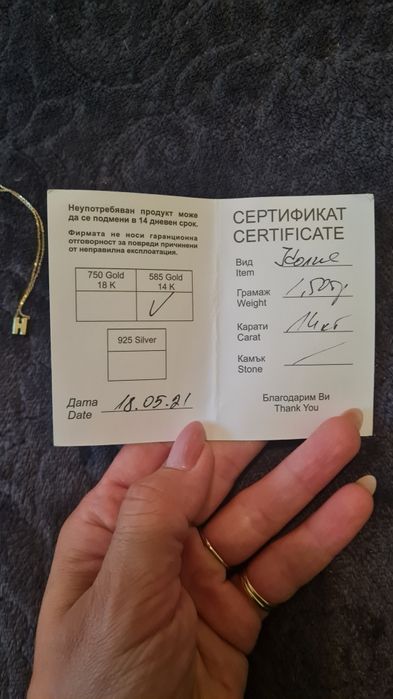 Неупотребяван продукт може
да се подмени в 14 дневен срок.
Фирмата не носи гаранционна
отговорност за повреди причинени
от неправилна експлоатация.
750 Gold
18 K
585 Gold
14 K
925 Silver
Дата
Date
18.05.21
СЕРТИФИКАТ
CERTIFICATE
Вид
Item
Колие
Грамаж
Weight
1,50гр
Карати
Carat
14кт
Камък
Stone
Благодарим Ви
Thank You
H